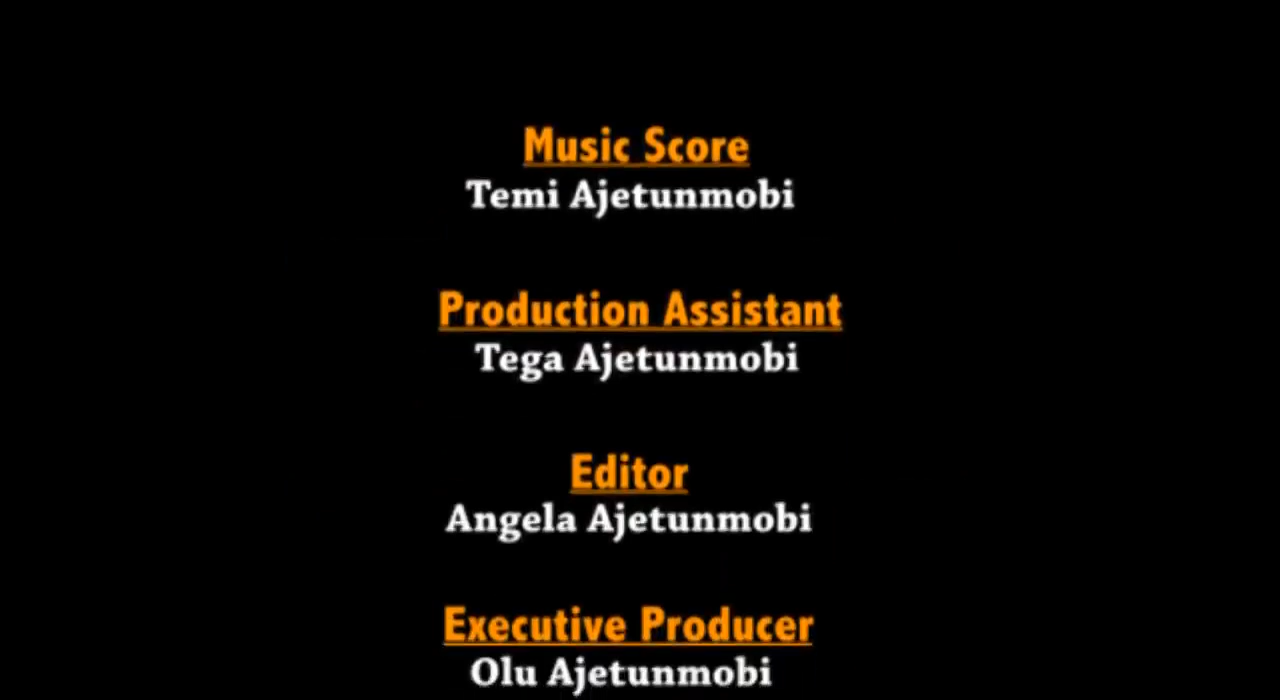 Music Score
Temi Ajetunmobi
Production Assistant
Tega Ajetunmobi
Editor
Angela Ajetunmobi
Executive Producer
Olu Ajetunmobi